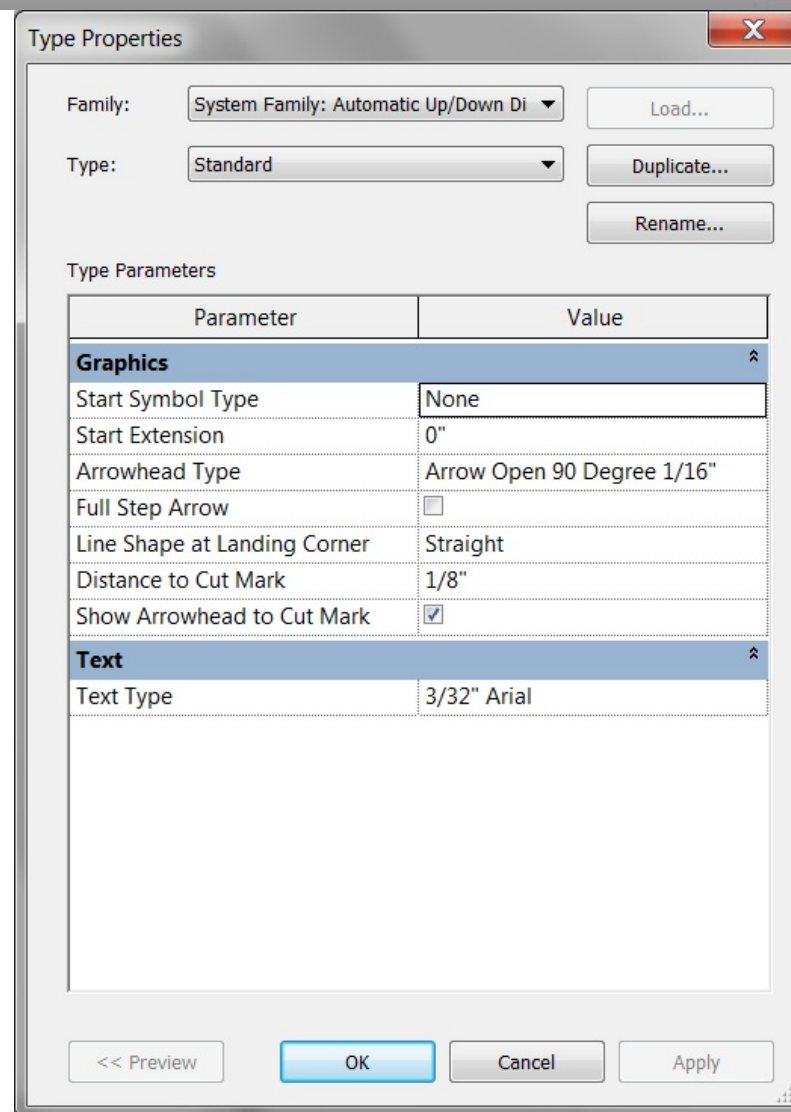 Type Properties
Family: System Family: Automatic Up/Down Di Load...
Type: Standard Duplicate...
Rename...
Type Parameters
Parameter Value
Graphics
Start Symbol Type None
Start Extension 0"
Arrowhead Type Arrow Open 90 Degree 1/16"
Full Step Arrow
Line Shape at Landing Corner Straight
Distance to Cut Mark 1/8"
Show Arrowhead to Cut Mark
Text
Text Type 3/32" Arial
<< Preview OK Cancel Apply